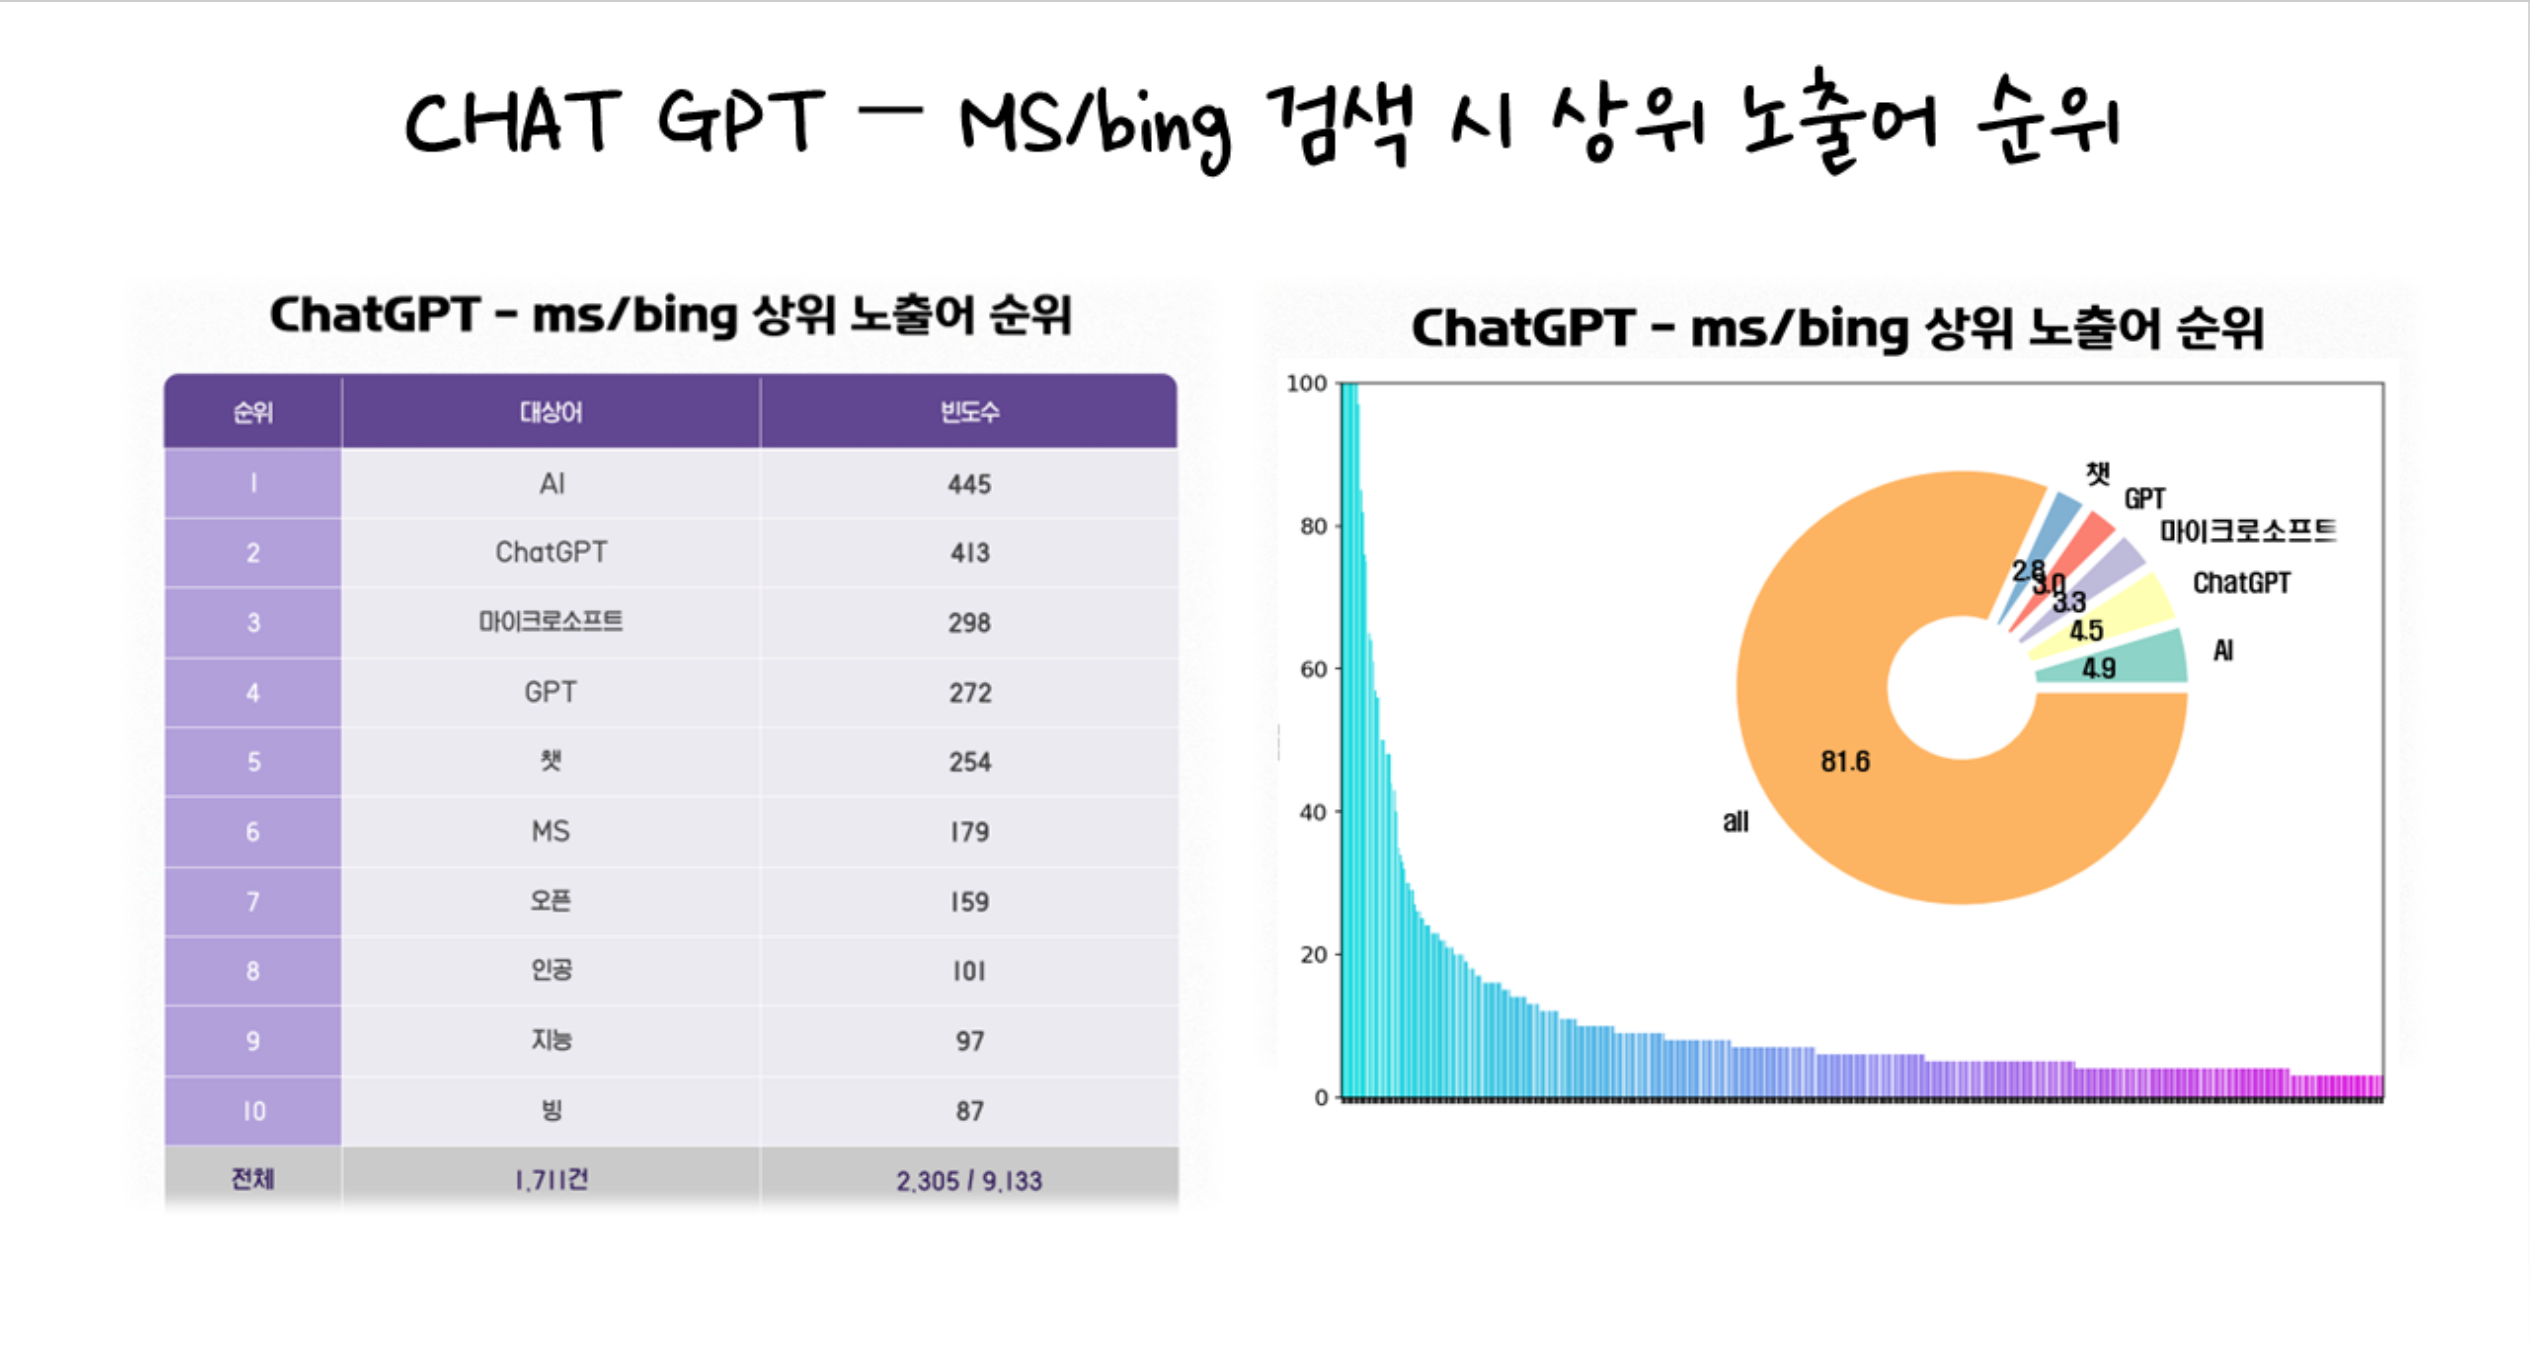 CHAT GPT - MS/bing 검색 시 상위 노출어 순위
ChatGPT - ms/bing 상위 노출어 순위
순위 대상어 빈도수
1 AI 445
2 ChatGPT 413
3 마이크로소프트 298
4 GPT 272
5 챗 254
6 MS 179
7 오픈 159
8 인공 101
9 지능 97
10 빙 87
전체 1,711건 2,305 / 9,133
ChatGPT - ms/bing 상위 노출어 순위
100
80
60
40
20
0
챗
GPT
마이크로소프트
ChatGPT
AI
all
2.8
3.0
3.3
4.5
4.9
81.6